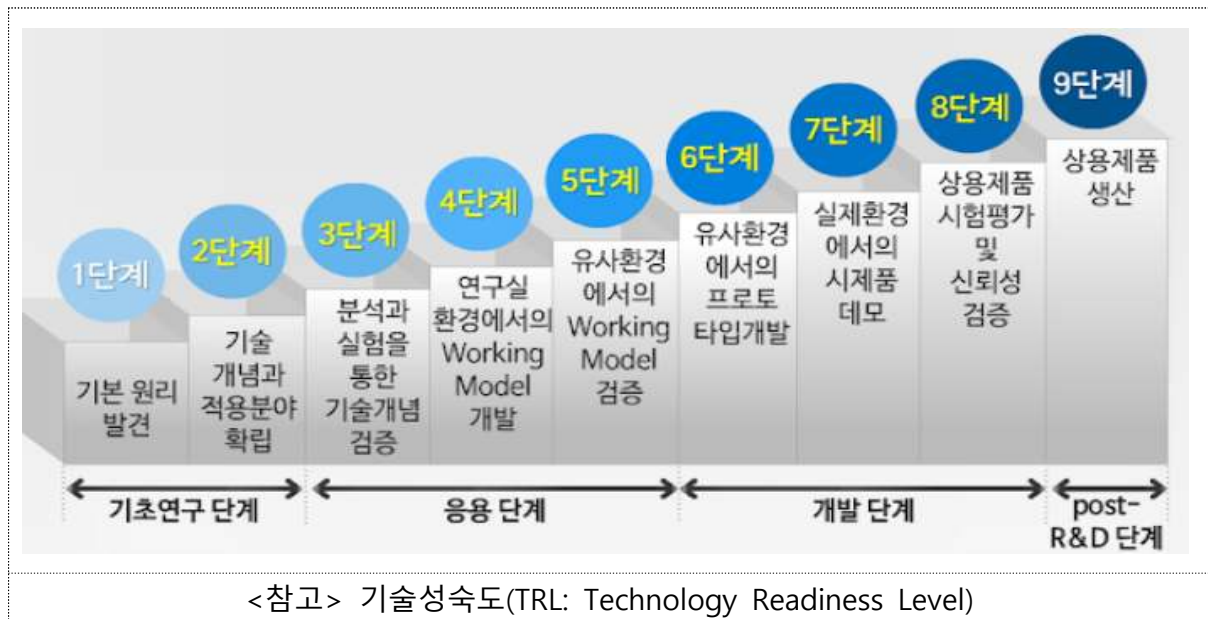 1단계
기본 원리
발견
2단계
기술
개념과
적용분야
확립
3단계
분석과
실험을
통한
기술개념
검증
4단계
연구실
환경에서의
Working
Model
개발
5단계
유사환경
에서의
Working
Model
검증
6단계
유사환경
에서의
프로토
타입개발
7단계
실제환경
에서의
시제품
데모
8단계
상용제품
시험평가
및
신뢰성
검증
9단계
상용제품
생산
기초연구 단계
응용 단계
개발 단계
post-
R&D 단계
<참고> 기술성숙도(TRL: Technology Readiness Level)